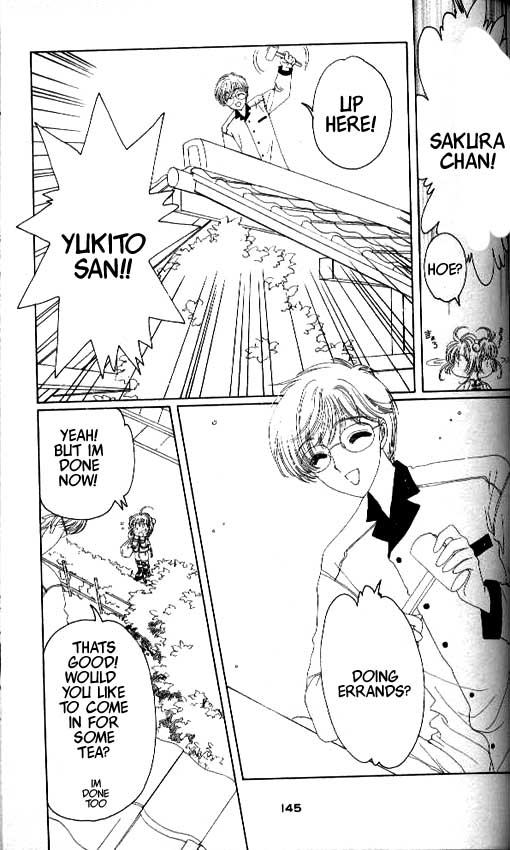 SAKURA
CHAN!
HOE?
UP
HERE!
YUKITO
SAN!!
DOING
ERRANDS?
YEAH!
BUT IM
DONE
NOW!
THATS
GOOD!
WOULD
YOU LIKE
TO COME
IN FOR
SOME
TEA?
IM
DONE
TOO
145